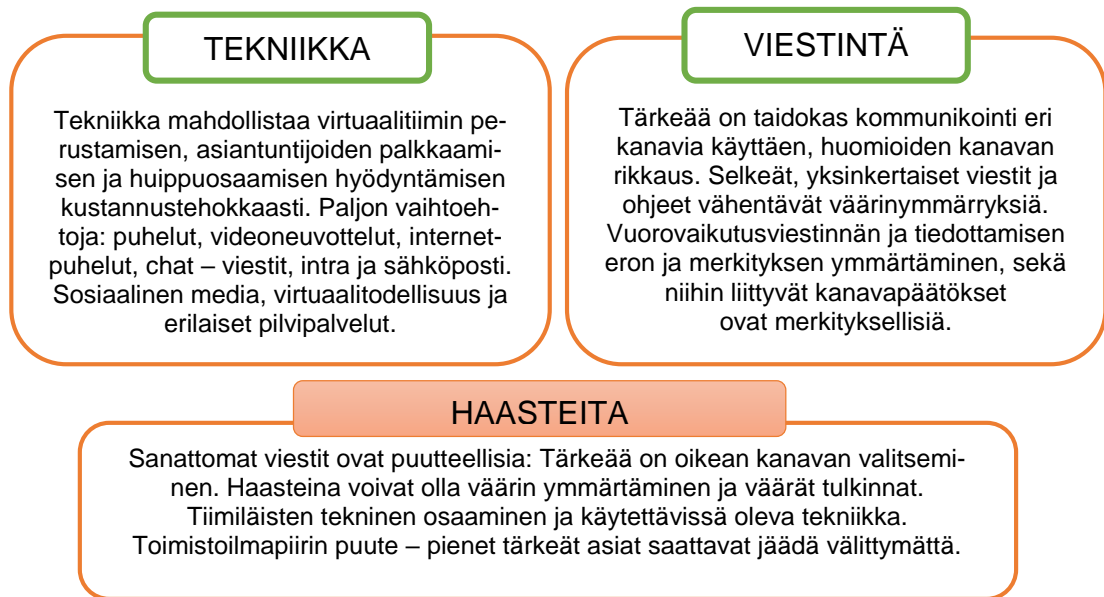 TEKNIIKKA
Tekniikka mahdollistaa virtuaalitiimin pe-
rustamisen, asiantuntijoiden palkkaami-
sen ja huippuosaamisen hyödyntämisen
kustannustehokkaasti. Paljon vaihtoeh-
toja: puhelut, videoneuvottelut, internet-
puhelut, chat – viestit, intra ja sähköposti.
Sosiaalinen media, virtuaalitodellisuus ja
erilaiset pilvipalvelut.
VIESTINTÄ
Tärkeää on taidokas kommunikointi eri
kanavia käyttäen, huomioiden kanavan
rikkaus. Selkeät, yksinkertaiset viestit ja
ohjeet vähentävät väärinymmärryksiä.
Vuorovaikutusviestinnän ja tiedottamisen
eron ja merkityksen ymmärtäminen, sekä
niihin liittyvät kanavapäätökset
ovat merkityksellisiä.
HAASTEITA
Sanattomat viestit ovat puutteellisia: Tärkeää on oikean kanavan valitsemi-
nen. Haasteina voivat olla väärin ymmärtäminen ja väärät tulkinnat.
Tiimiläisten tekninen osaaminen ja käytettävissä oleva tekniikka.
Toimistoilmapiirin puute – pienet tärkeät asiat saattavat jäädä välittymättä.